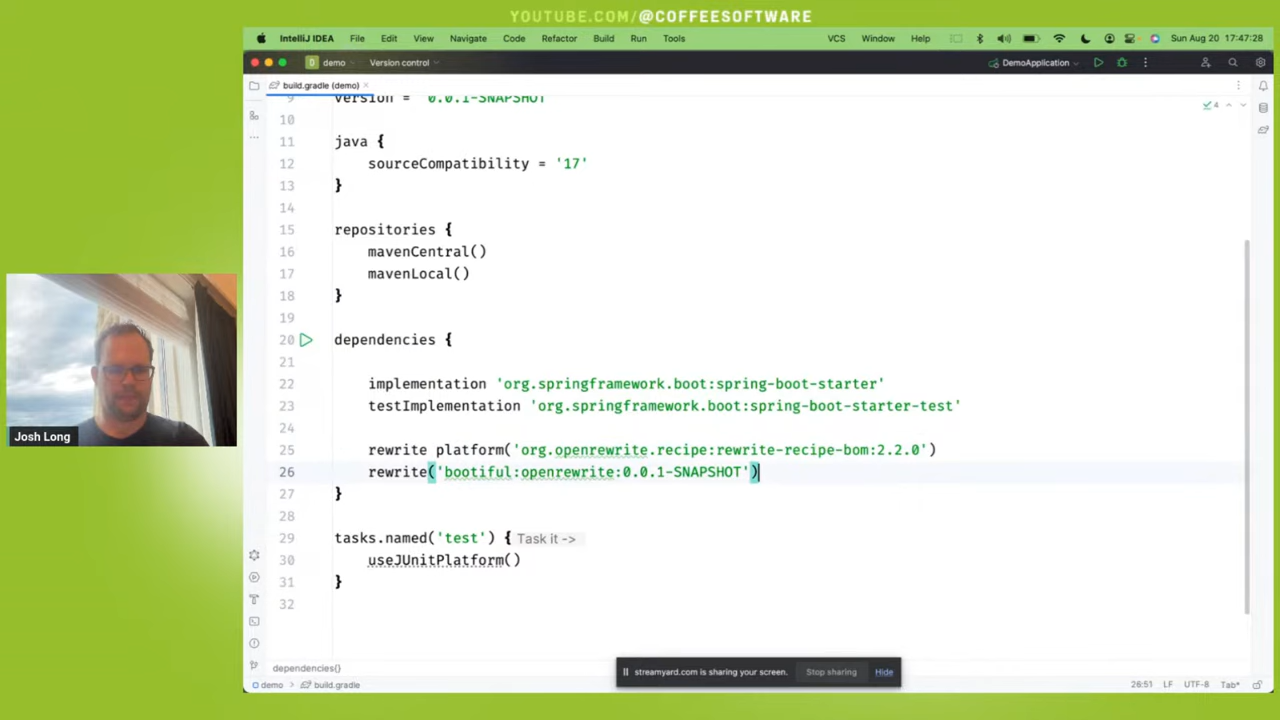 YOUTUBE.COM/@COFFEESOFTWARE
IntelliJ IDEA File Edit View Navigate Code Refactor Build Run Tools VCS Window Help Sun Aug 20 17:47:28
D demo Version control DemoApplication
build.gradle (demo)
9 version = '0.0.1-SNAPSHOT'
4
10
11 java {
12 sourceCompatibility = '17'
13 }
14
15 repositories {
16 mavenCentral()
17 mavenLocal()
18 }
19
20 dependencies {
21
22 implementation 'org.springframework.boot:spring-boot-starter'
23 testImplementation 'org.springframework.boot:spring-boot-starter-test'
24
25 rewrite platform('org.openrewrite.recipe:rewrite-recipe-bom:2.2.0')
26 rewrite('bootiful:openrewrite:0.0.1-SNAPSHOT')
27 }
28
29 tasks.named('test') { Task it ->
30 useJUnitPlatform()
31 }
32
Josh Long
dependencies{}
streamyard.com is sharing your screen. Stop sharing Hide
demo > build.gradle 26:51 LF UTF-8 Tab*